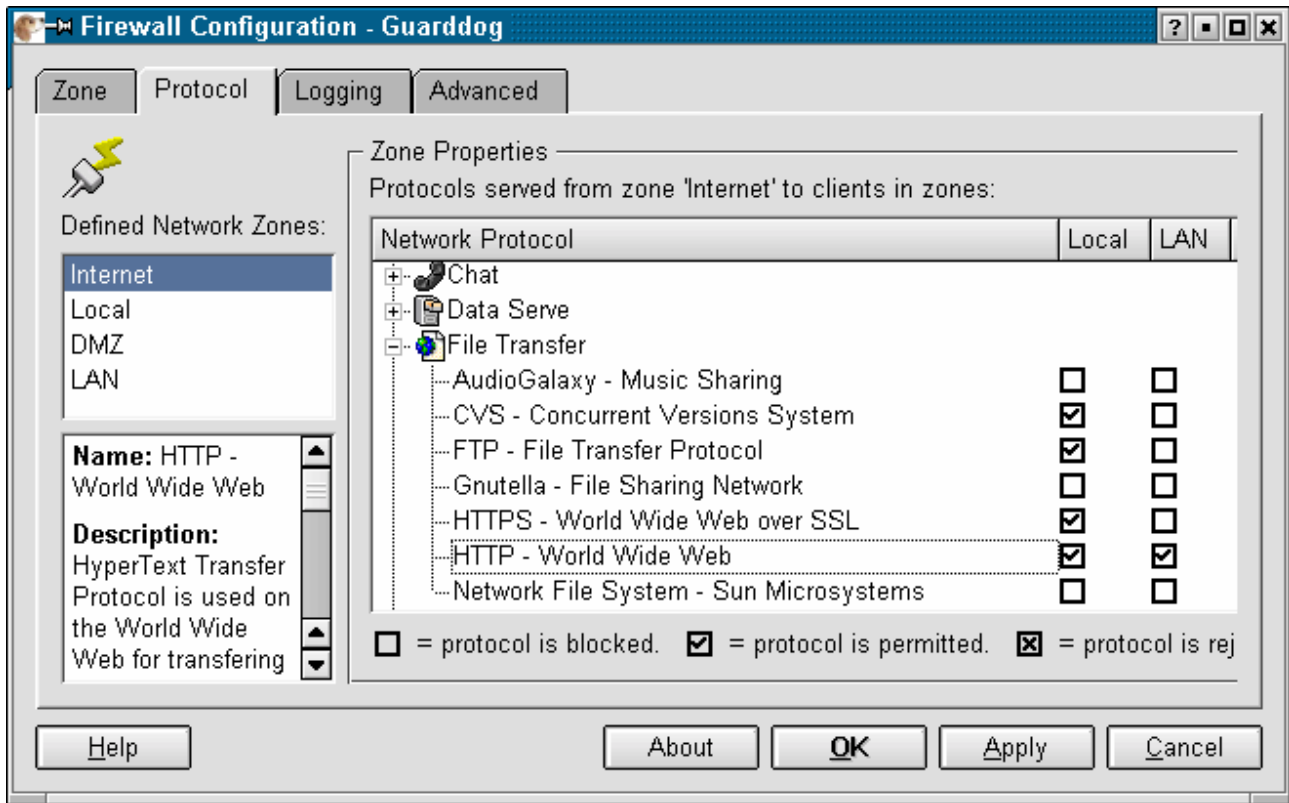 Firewall Configuration - Guarddog
Zone Protocol Logging Advanced
Defined Network Zones:
Internet
Local
DMZ
LAN
Name: HTTP -
World Wide Web
Description:
HyperText Transfer
Protocol is used on
the World Wide
Web for transfering
Zone Properties
Protocols served from zone 'Internet' to clients in zones:
Network Protocol Local LAN
Chat
Data Serve
File Transfer
AudioGalaxy - Music Sharing
CVS - Concurrent Versions System
FTP - File Transfer Protocol
Gnutella - File Sharing Network
HTTPS - World Wide Web over SSL
HTTP - World Wide Web
Network File System - Sun Microsystems
= protocol is blocked. = protocol is permitted. = protocol is rej
Help About OK Apply Cancel